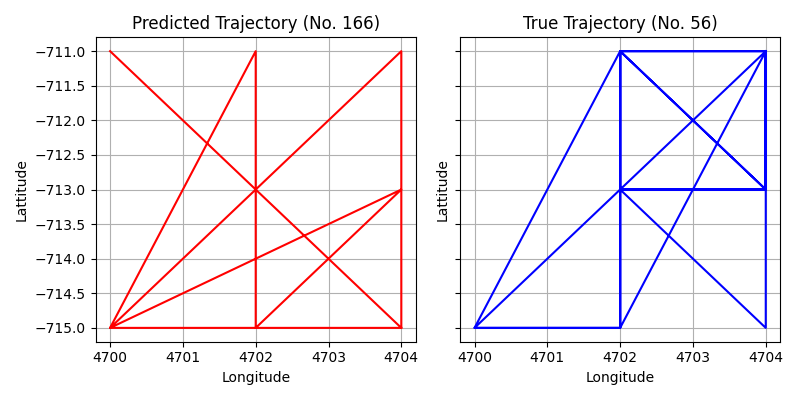 Predicted Trajectory (No. 166)
True Trajectory (No. 56)
−711.0
−711.5
−712.0
−712.5
−713.0
−713.5
−714.0
−714.5
−715.0
Lattitude
Lattitude
4700 4701 4702 4703 4704
4700 4701 4702 4703 4704
Longitude
Longitude